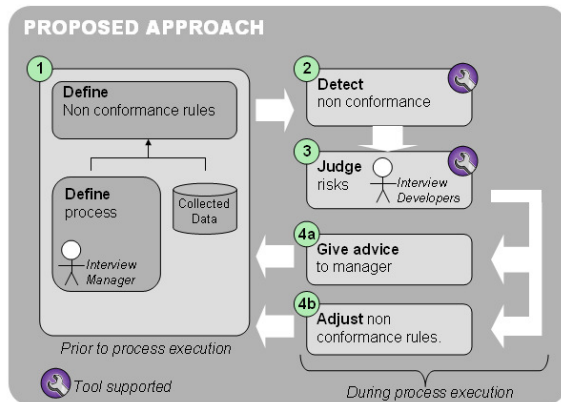 PROPOSED APPROACH
1
Define
Non conformance rules
Define
process
Interview
Manager
Collected
Data
Prior to process execution
2
Detect
non conformance
3
Judge
risks
Interview
Developers
4a
Give advice
to manager
4b
Adjust non
conformance rules.
During process execution
Tool supported